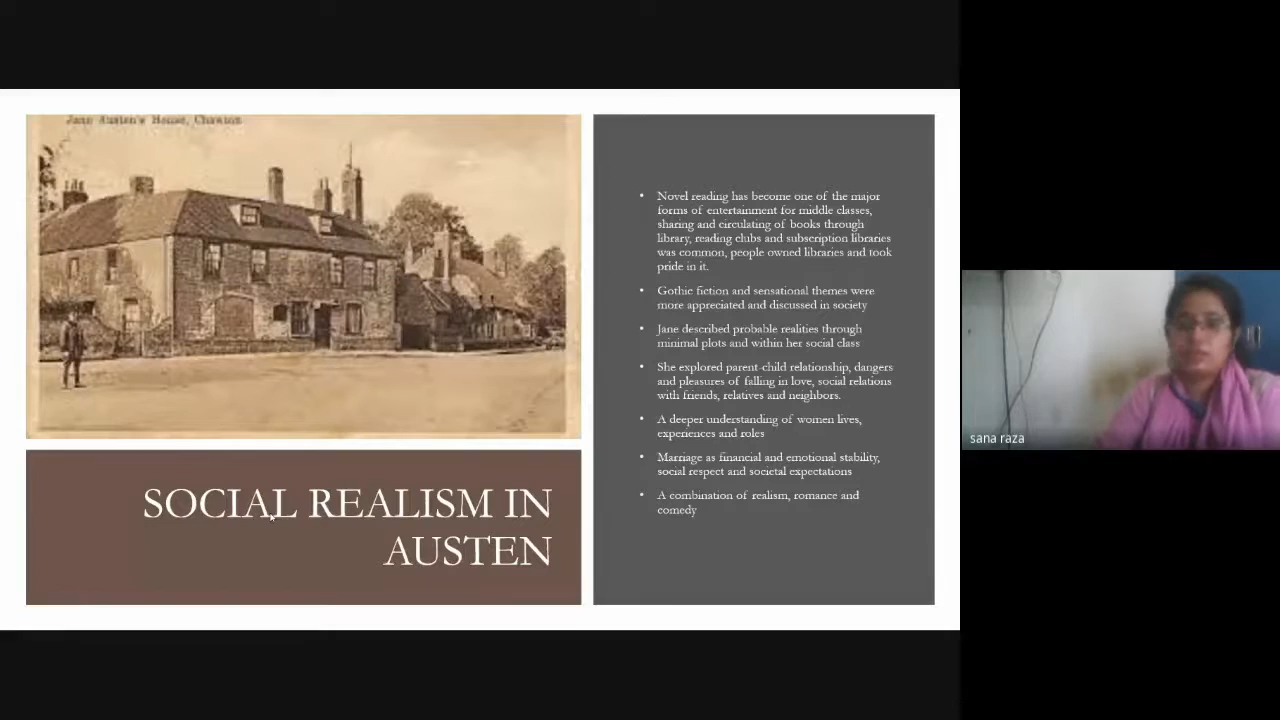 Jane Austen's House, Chawton
SOCIAL REALISM IN
AUSTEN
• Novel reading has become one of the major
forms of entertainment for middle classes,
sharing and circulating of books through
library, reading clubs and subscription libraries
was common, people owned libraries and took
pride in it.
• Gothic fiction and sensational themes were
more appreciated and discussed in society
• Jane described probable realities through
minimal plots and within her social class
• She explored parent-child relationship, dangers
and pleasures of falling in love, social relations
with friends, relatives and neighbors.
• A deeper understanding of women lives,
experiences and roles
• Marriage as financial and emotional stability,
social respect and societal expectations
• A combination of realism, romance and
comedy
sana raza